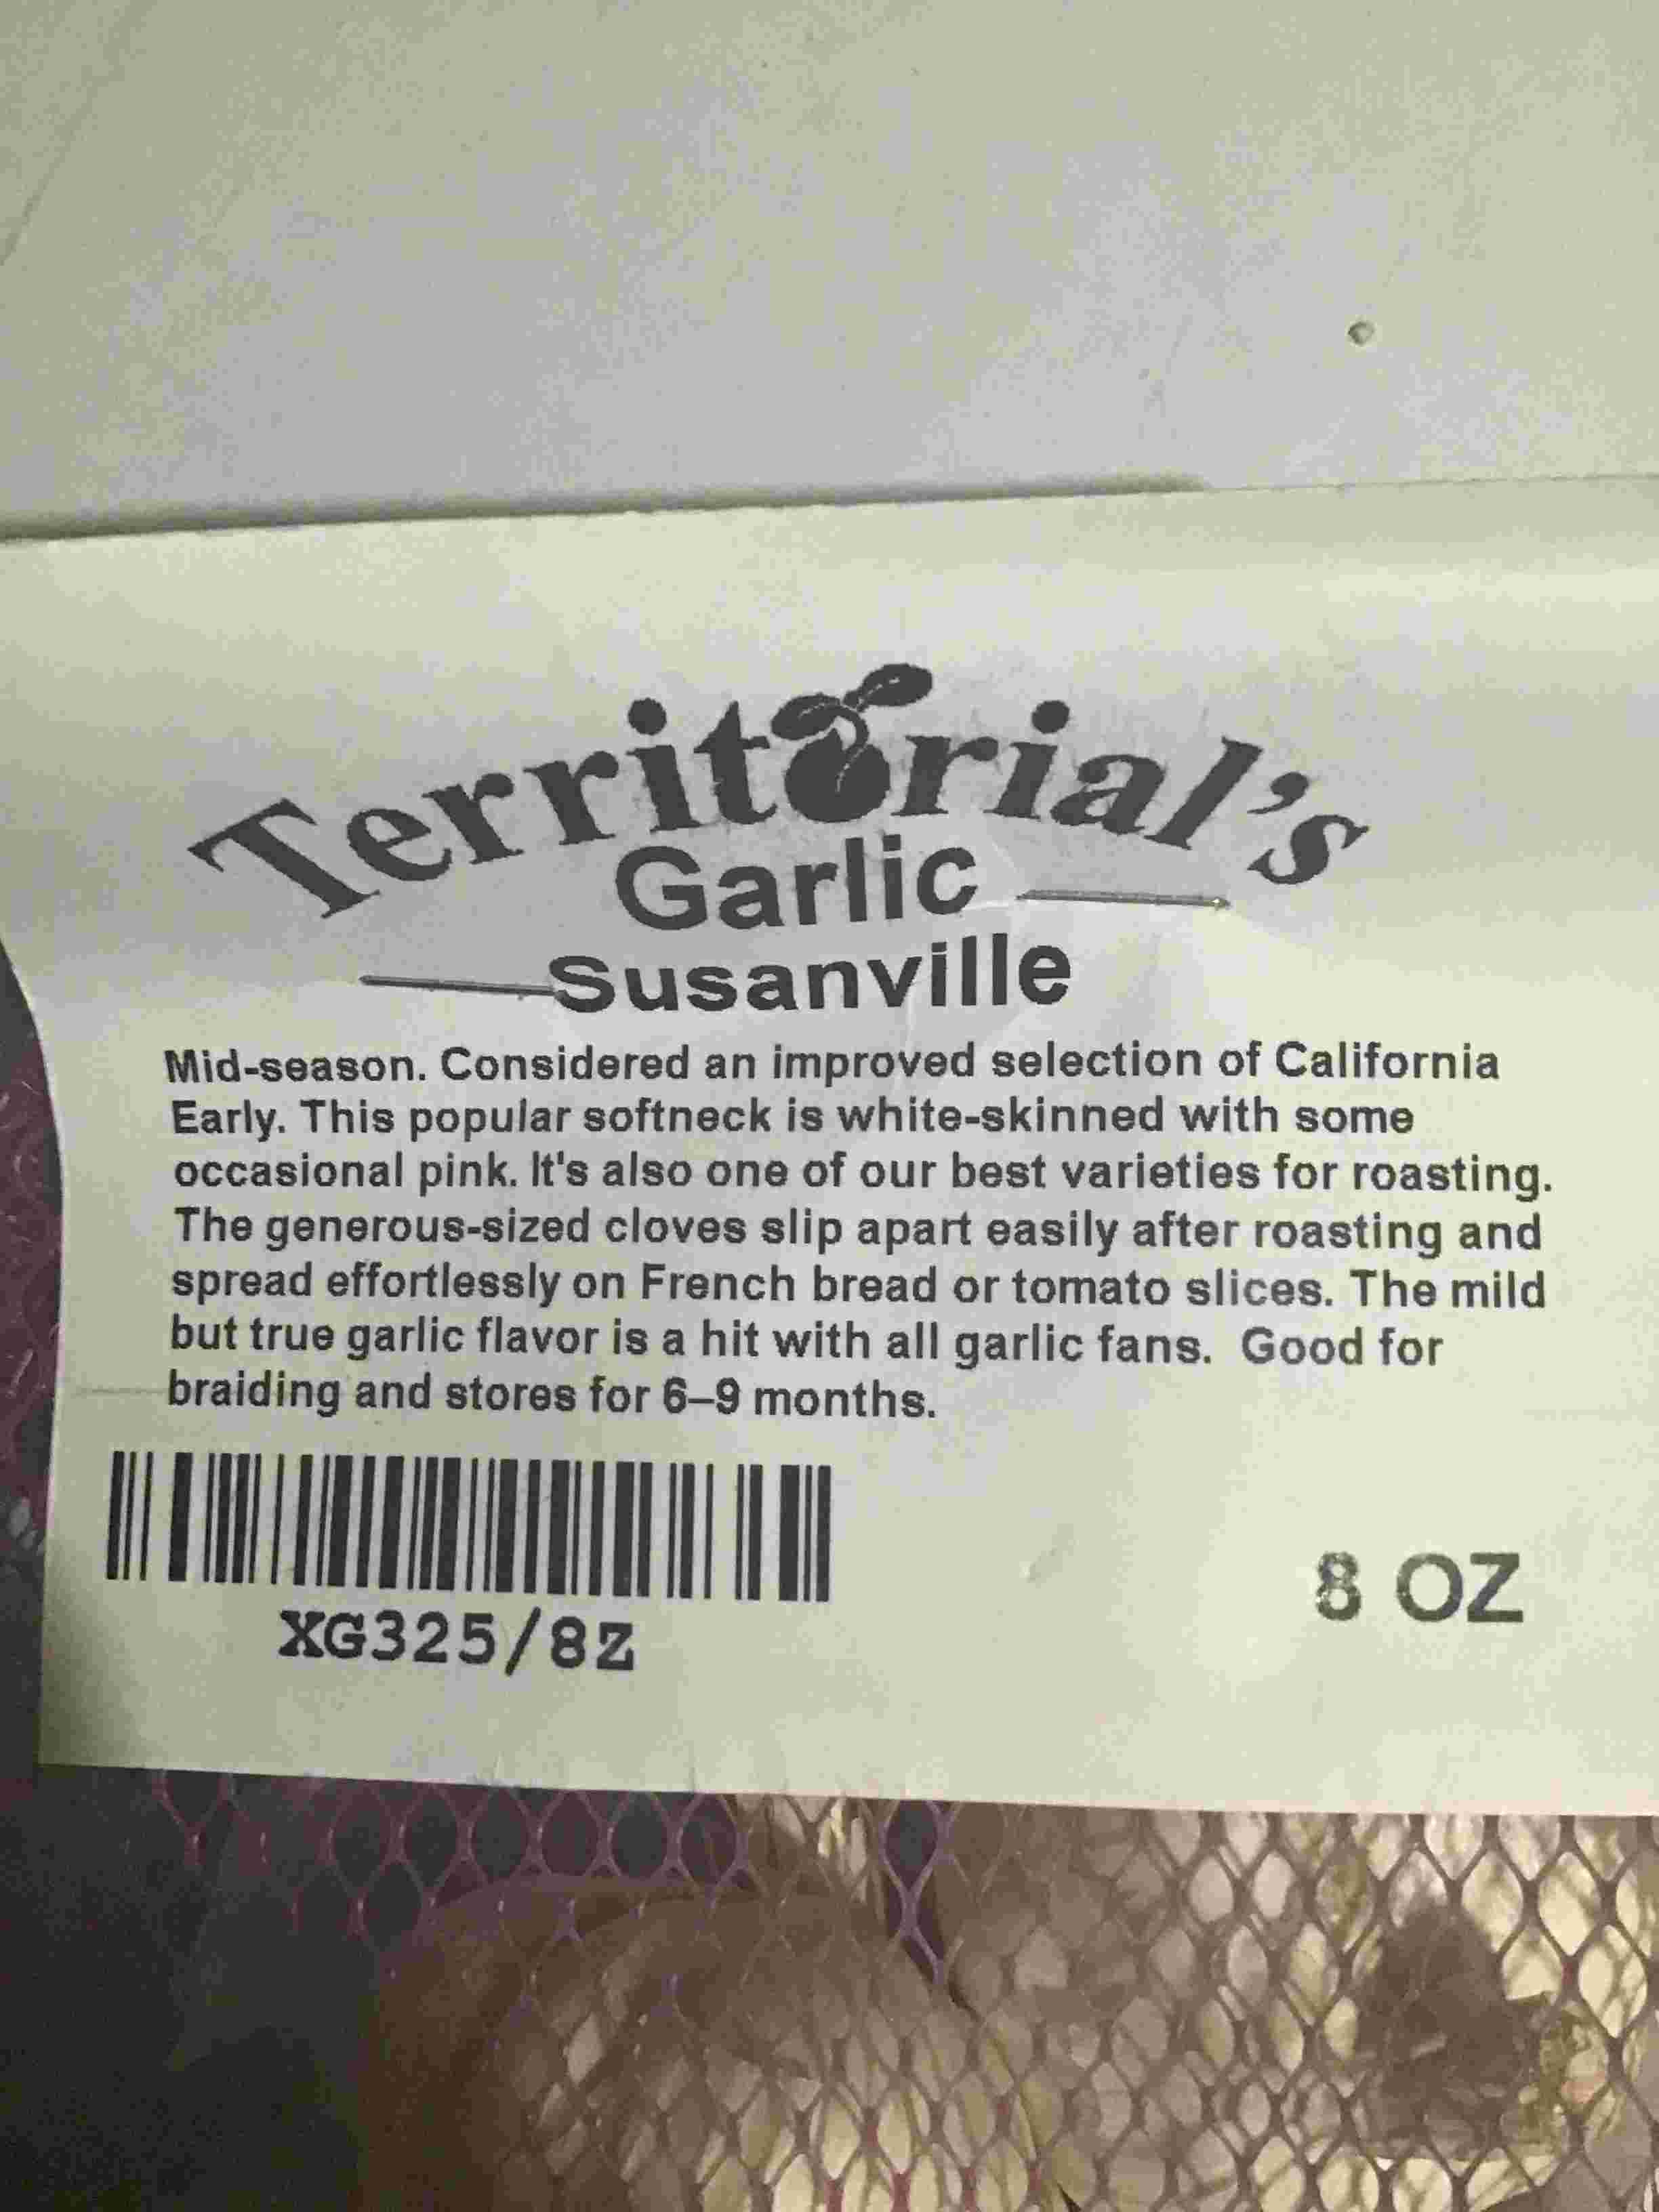 Territorial's
Garlic
Susanville
Mid-season. Considered an improved selection of California
Early. This popular softneck is white-skinned with some
occasional pink. It's also one of our best varieties for roasting.
The generous-sized cloves slip apart easily after roasting and
spread effortlessly on French bread or tomato slices. The mild
but true garlic flavor is a hit with all garlic fans.  Good for
braiding and stores for 6–9 months.
XG325/8Z
8 OZ